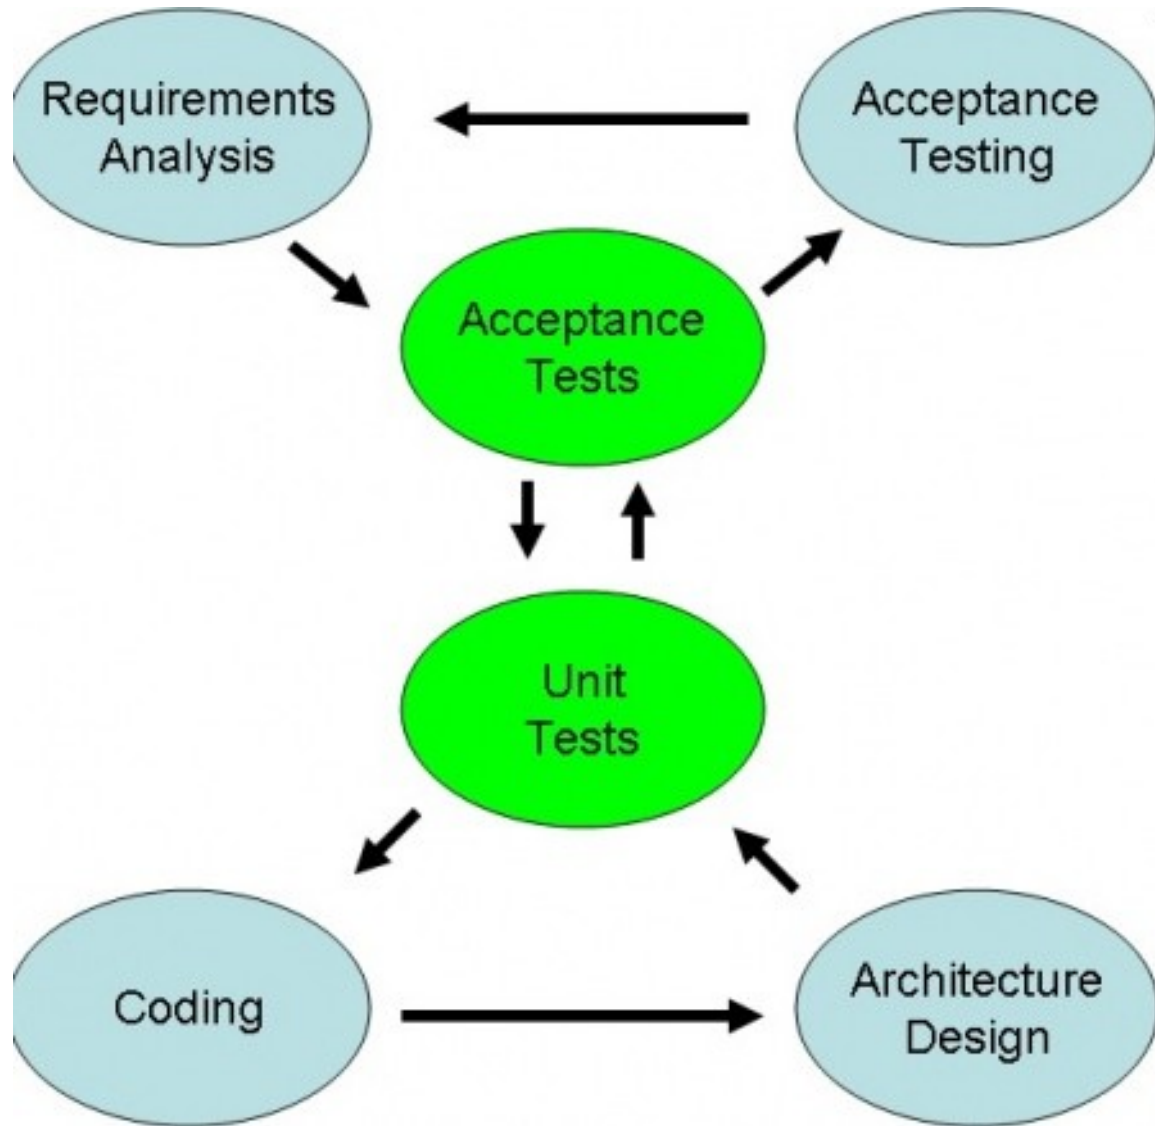 Requirements
Analysis
Acceptance
Testing
Acceptance
Tests
Unit
Tests
Coding
Architecture
Design